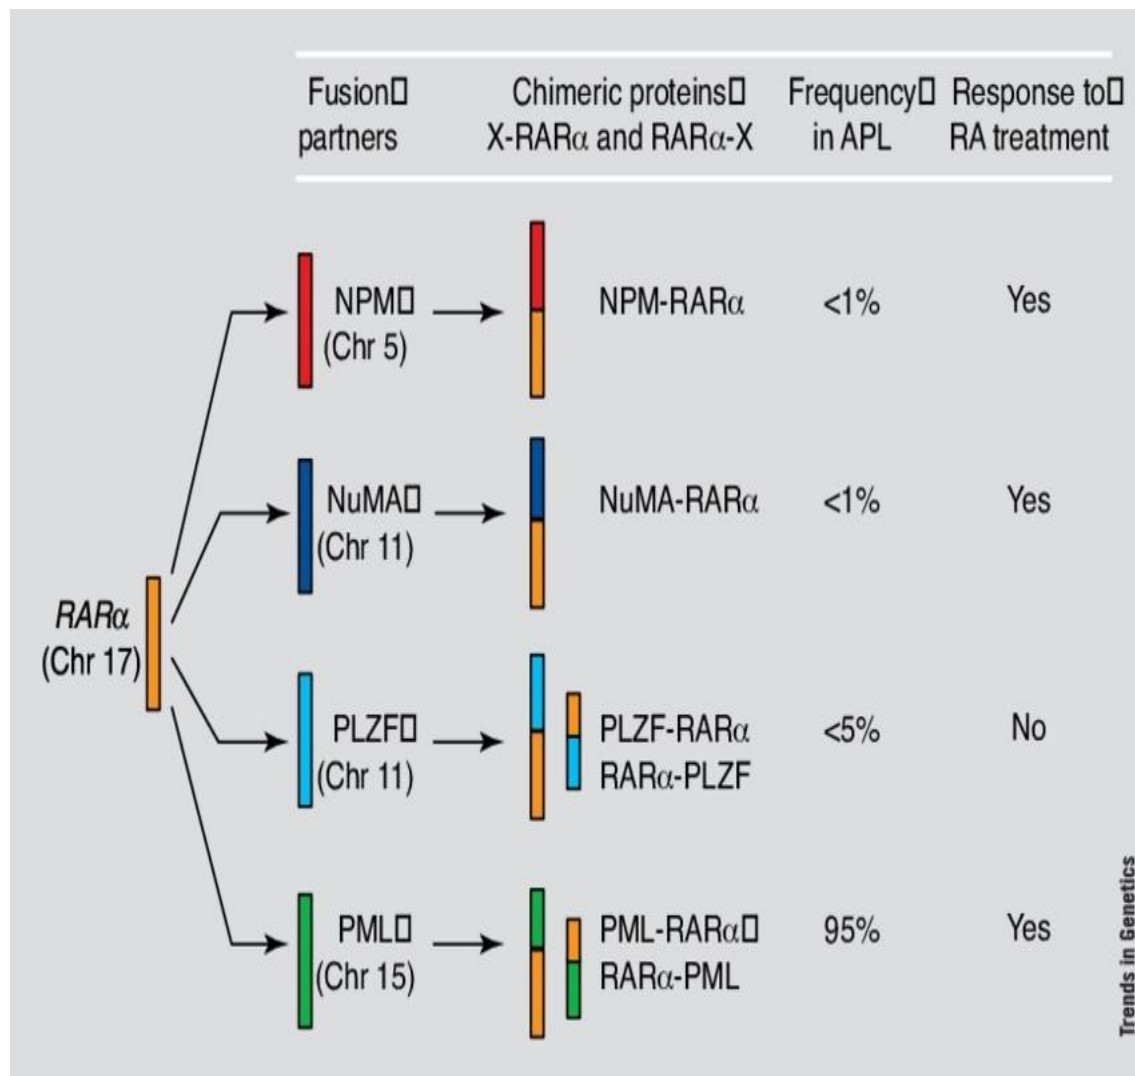 Fusion□ Chimeric proteins□ Frequency□ Response to□
partners X-RARα and RARα-X in APL RA treatment
NPM□ NPM-RARα <1% Yes
(Chr 5)
NuMA□ NuMA-RARα <1% Yes
(Chr 11)
RARα
(Chr 17)
PLZF□ PLZF-RARα <5% No
(Chr 11) RARα-PLZF
PML□ PML-RARα□ 95% Yes
(Chr 15) RARα-PML
Trends in Genetics